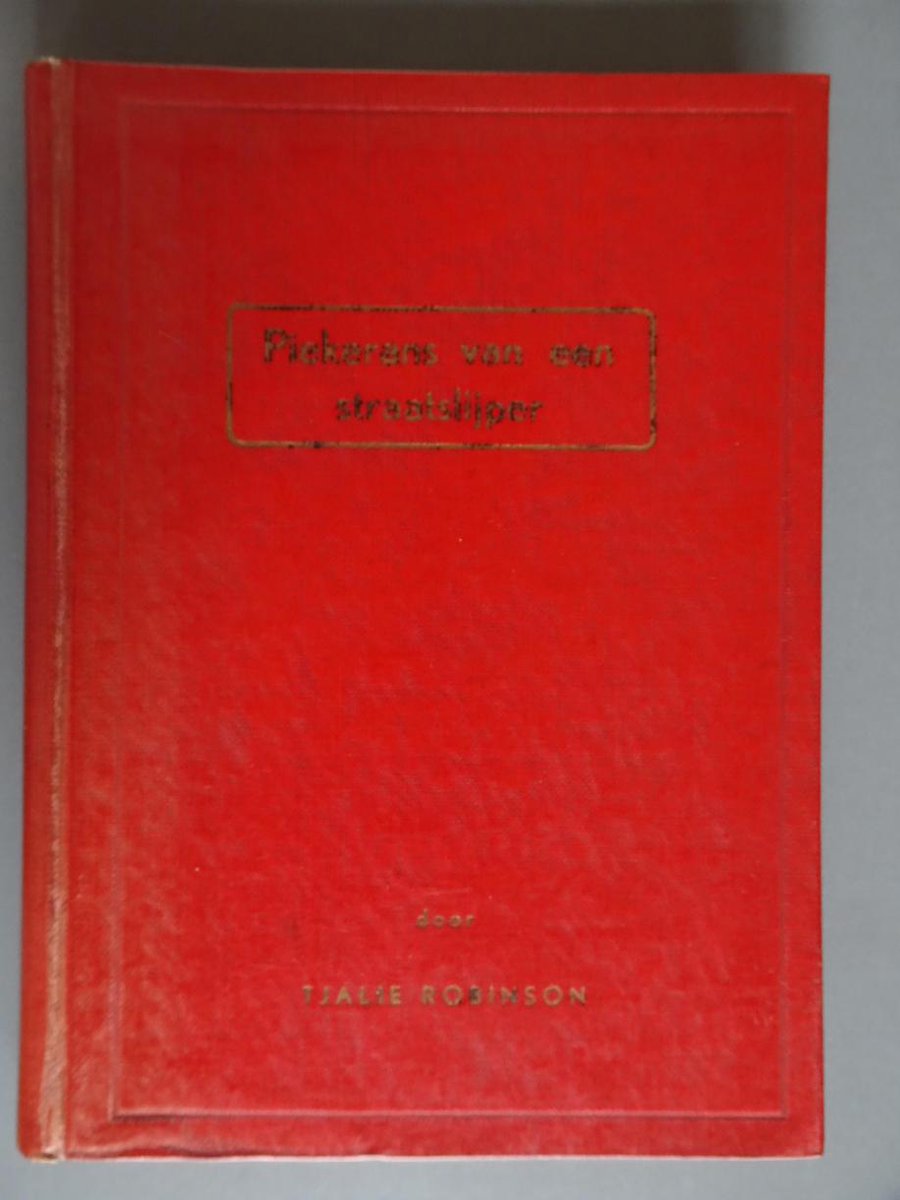 Piekerans van een
straatslijper
door
TJALIE ROBINSON